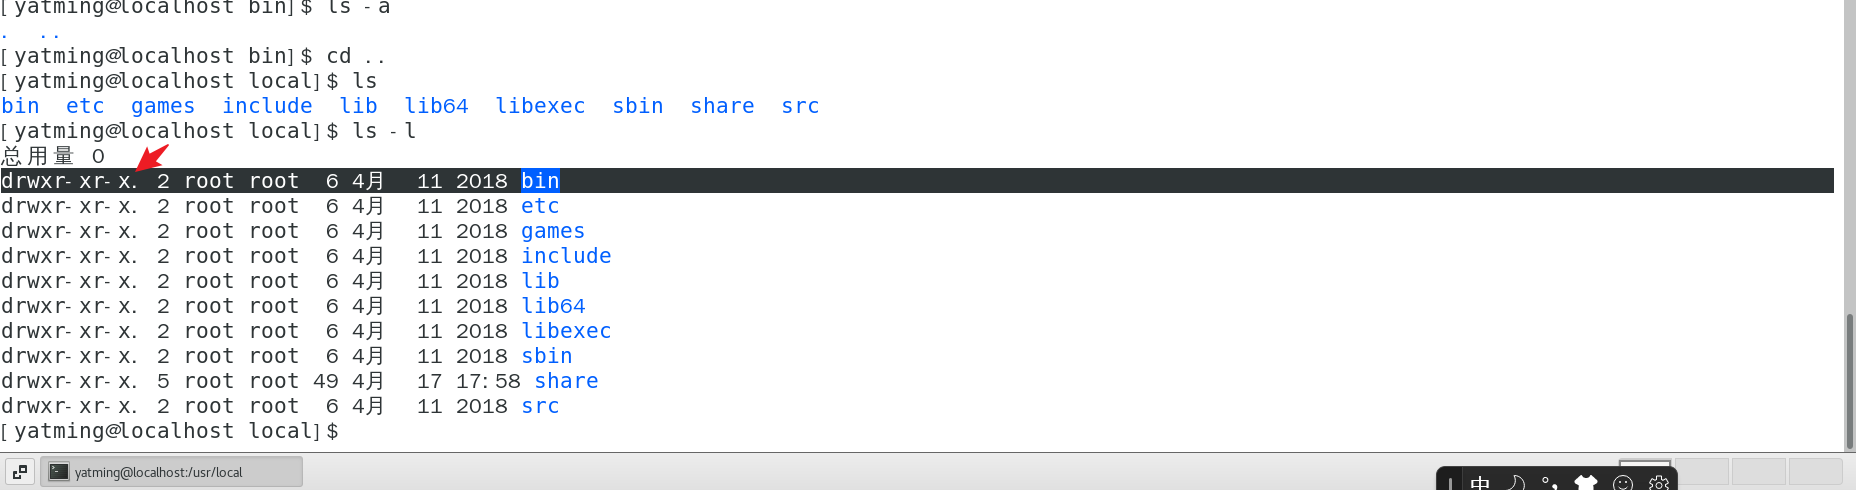 [yatming@localhost bin]$ ls -a
.  ..
[yatming@localhost bin]$ cd ..
[yatming@localhost local]$ ls
bin  etc  games  include  lib  lib64  libexec  sbin  share  src
[yatming@localhost local]$ ls -l
总用量 0
drwxr-xr-x. 2 root root  6 4月  11 2018 bin
drwxr-xr-x. 2 root root  6 4月  11 2018 etc
drwxr-xr-x. 2 root root  6 4月  11 2018 games
drwxr-xr-x. 2 root root  6 4月  11 2018 include
drwxr-xr-x. 2 root root  6 4月  11 2018 lib
drwxr-xr-x. 2 root root  6 4月  11 2018 lib64
drwxr-xr-x. 2 root root  6 4月  11 2018 libexec
drwxr-xr-x. 2 root root  6 4月  11 2018 sbin
drwxr-xr-x. 5 root root 49 4月  17 17:58 share
drwxr-xr-x. 2 root root  6 4月  11 2018 src
[yatming@localhost local]$
yatming@localhost:/usr/local
中